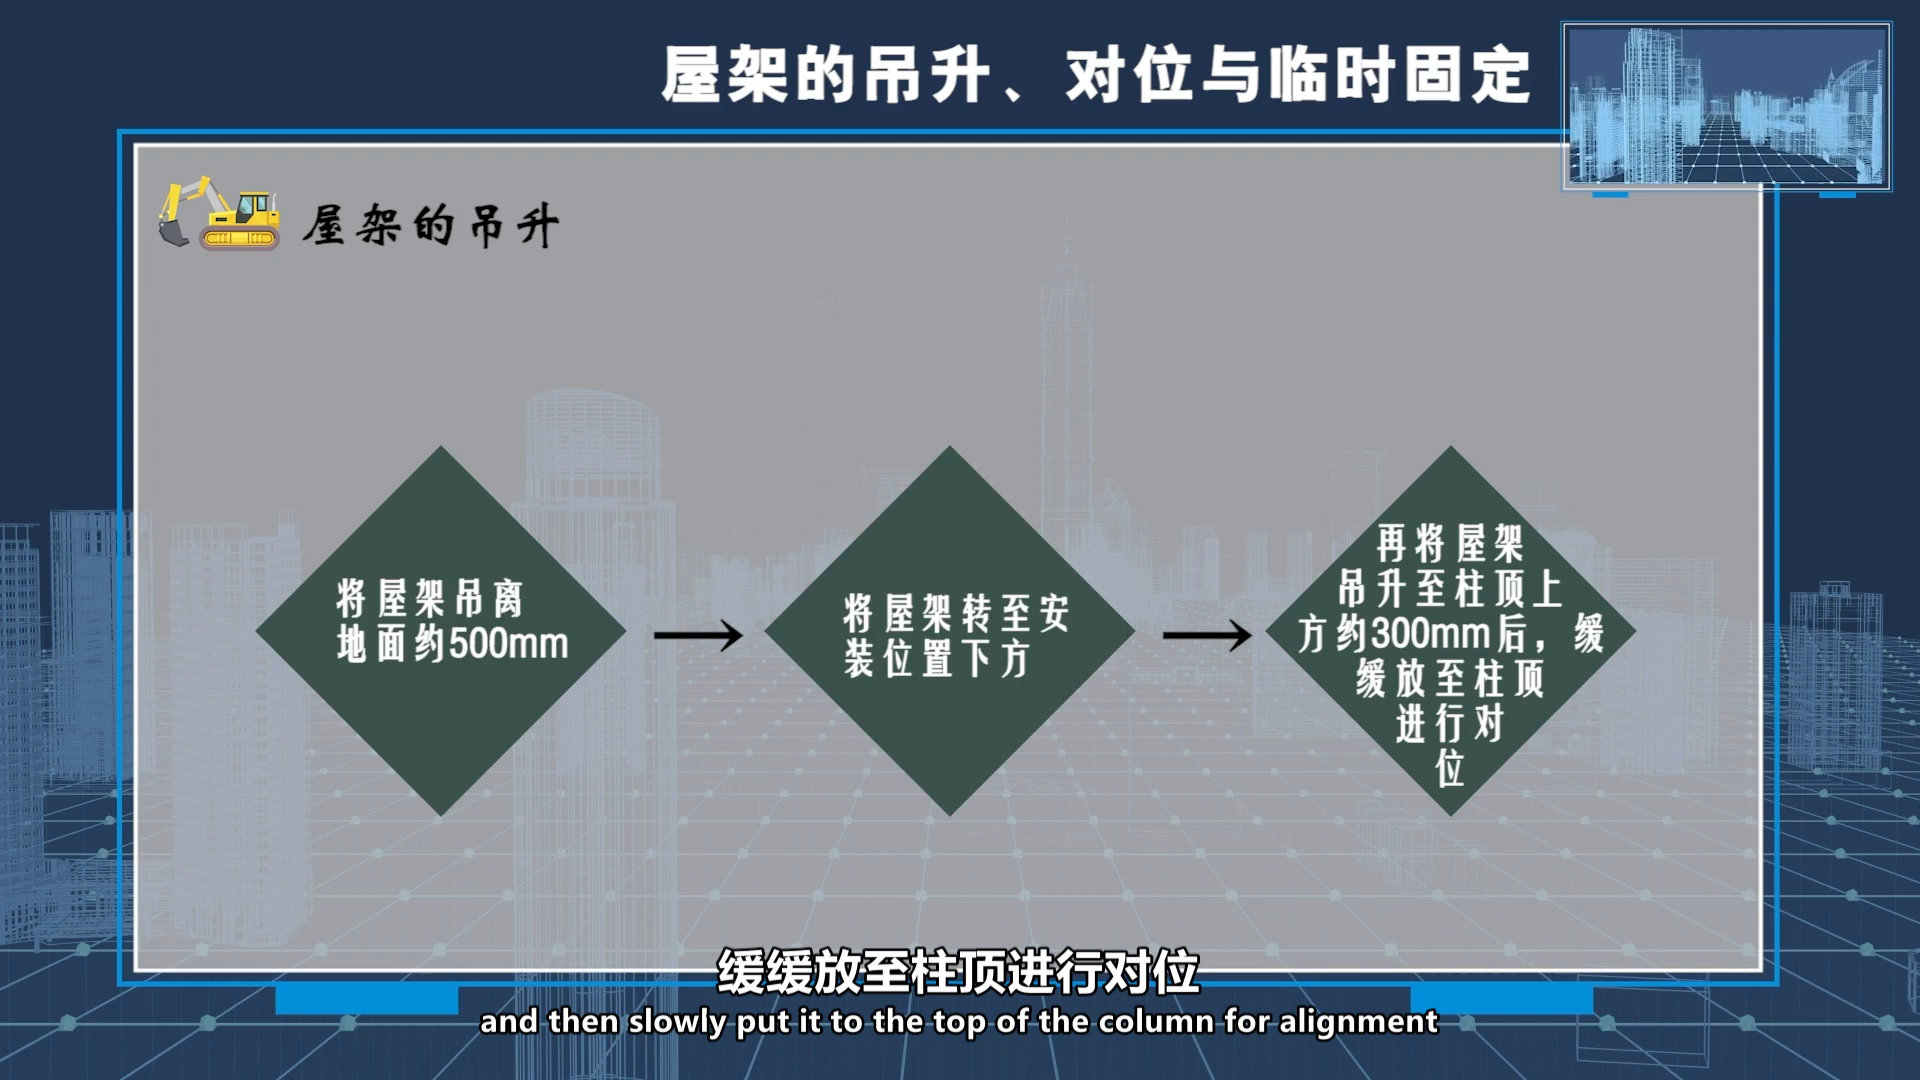 屋架的吊升、对位与临时固定
屋架的吊升
将屋架吊离
地面约500mm
将屋架转至安
装位置下方
再将屋架
吊升至柱顶上
方约300mm后，缓
缓放至柱顶
进行对
位
缓缓放至柱顶进行对位
and then slowly put it to the top of the column for alignment